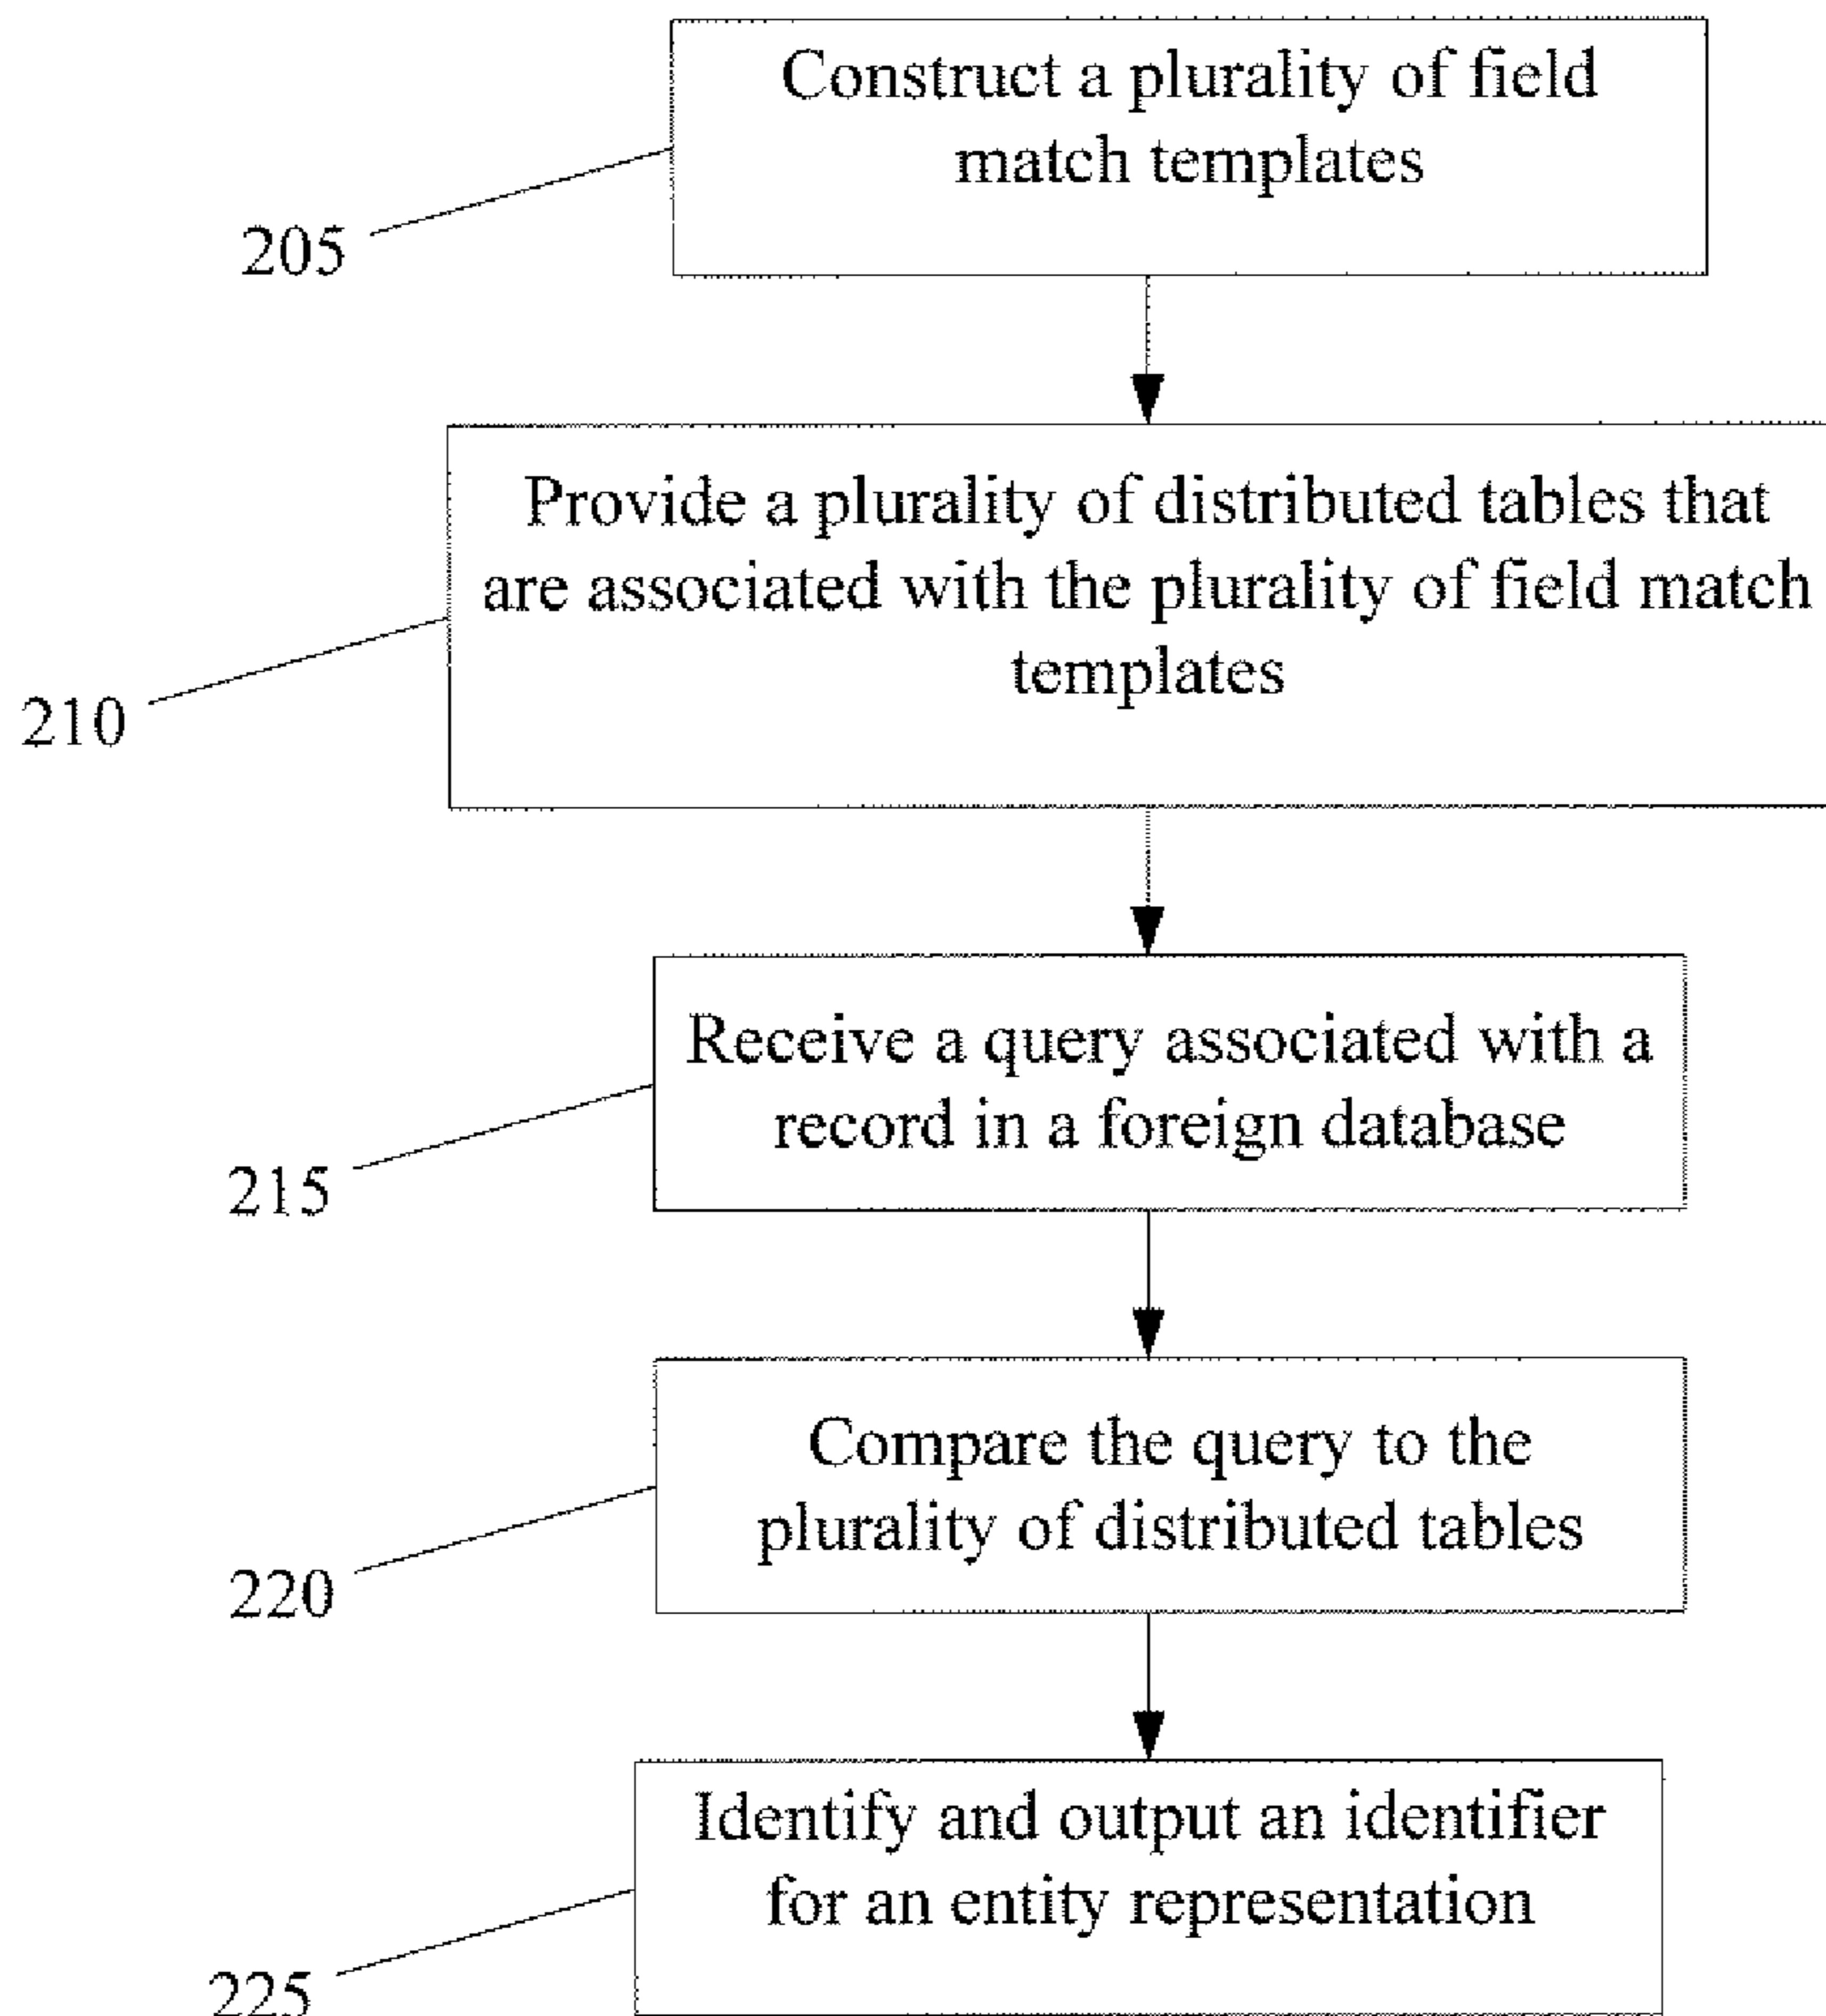 Construct a plurality of field
match templates
205
Provide a plurality of distributed tables that
are associated with the plurality of field match
templates
210
Receive a query associated with a
record in a foreign database
215
Compare the query to the
plurality of distributed tables
220
Identify and output an identifier
for an entity representation
225